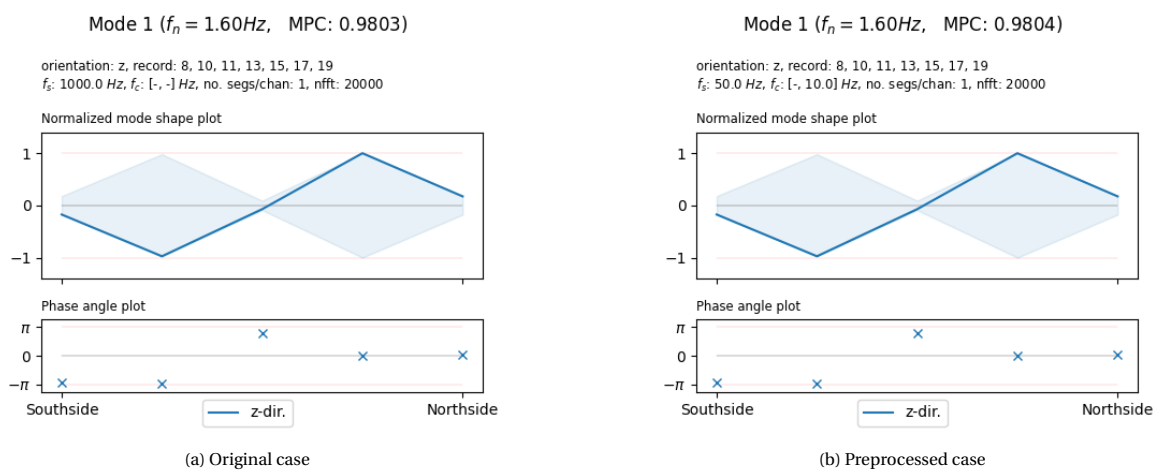 Mode 1 (fₙ = 1.60Hz, MPC: 0.9803)
orientation: z, record: 8, 10, 11, 13, 15, 17, 19
fₛ: 1000.0 Hz, f_c: [-, -] Hz, no. segs/chan: 1, nfft: 20000
Normalized mode shape plot
1
0
−1
Phase angle plot
π
0
−π
Southside
Northside
z-dir.
(a) Original case
Mode 1 (fₙ = 1.60Hz, MPC: 0.9804)
orientation: z, record: 8, 10, 11, 13, 15, 17, 19
fₛ: 50.0 Hz, f_c: [-, 10.0] Hz, no. segs/chan: 1, nfft: 20000
Normalized mode shape plot
1
0
−1
Phase angle plot
π
0
−π
Southside
Northside
z-dir.
(b) Preprocessed case